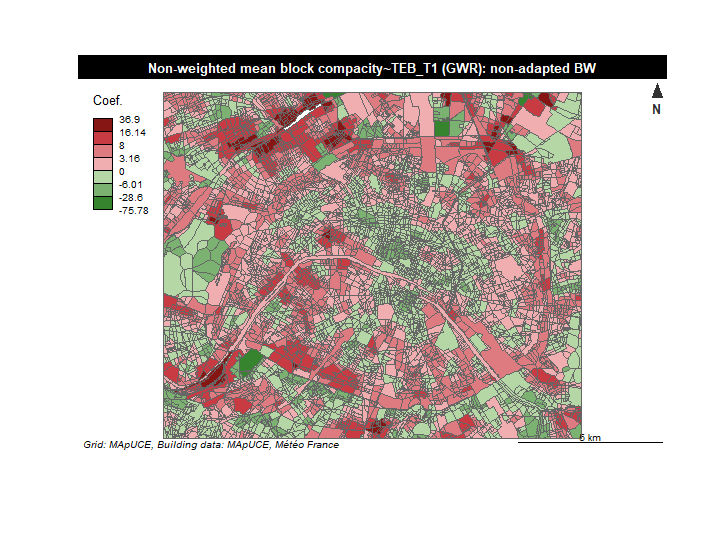 Non-weighted mean block compacity~TEB_T1 (GWR): non-adapted BW
N
Coef.
36.9
16.14
8
3.16
0
-6.01
-28.6
-75.78
5 km
Grid: MApUCE, Building data: MApUCE, Météo France